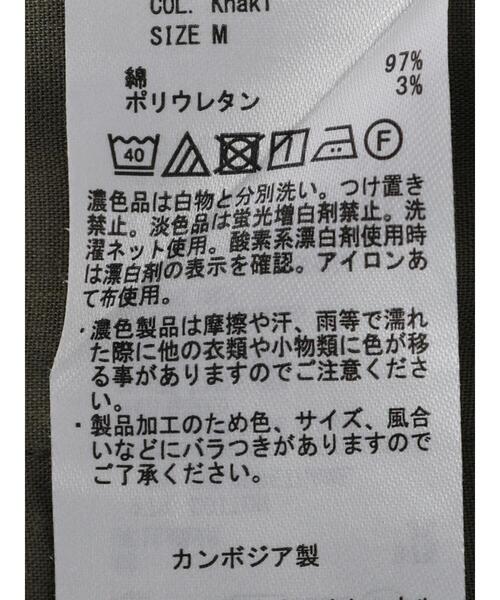 COL. Khaki
SIZE M
綿 97%
ポリウレタン 3%
40 F
濃色品は白物と分別洗い。つけ置き
禁止。淡色品は蛍光増白剤禁止。洗
濯ネット使用。酸素系漂白剤使用時
は漂白剤の表示を確認。アイロンあ
て布使用。
・濃色製品は摩擦や汗、雨等で濡れ
た際に他の衣類や小物類に色が移
る事がありますのでご注意くださ
い。
・製品加工のため色、サイズ、風合
いなどにバラつきがありますので
ご了承ください。
カンボジア製